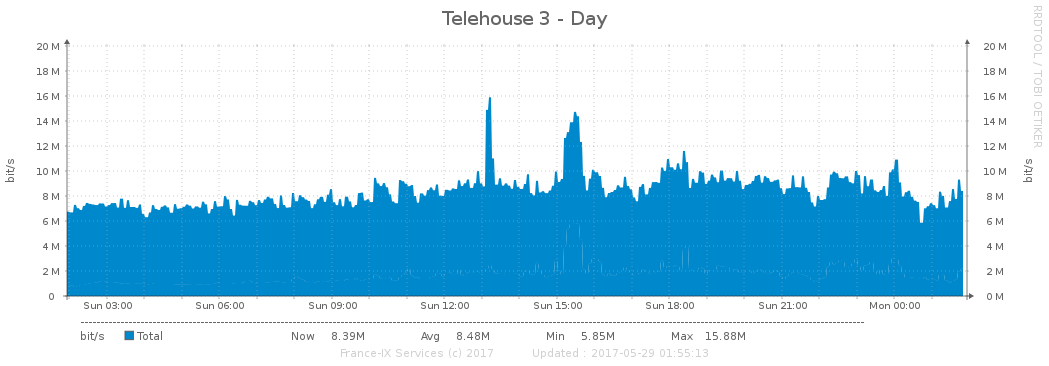 Telehouse 3 - Day
RRDTOOL / TOBI OETIKER
bit/s
20 M 20 M
18 M 18 M
16 M 16 M
14 M 14 M
12 M 12 M
10 M 10 M
8 M 8 M
6 M 6 M
4 M 4 M
2 M 2 M
0 0 M
bit/s
Sun 03:00 Sun 06:00 Sun 09:00 Sun 12:00 Sun 15:00 Sun 18:00 Sun 21:00 Mon 00:00
bit/s Total Now 8.39M Avg 8.48M Min 5.85M Max 15.88M
France-IX Services (c) 2017 Updated : 2017-05-29 01:55:13